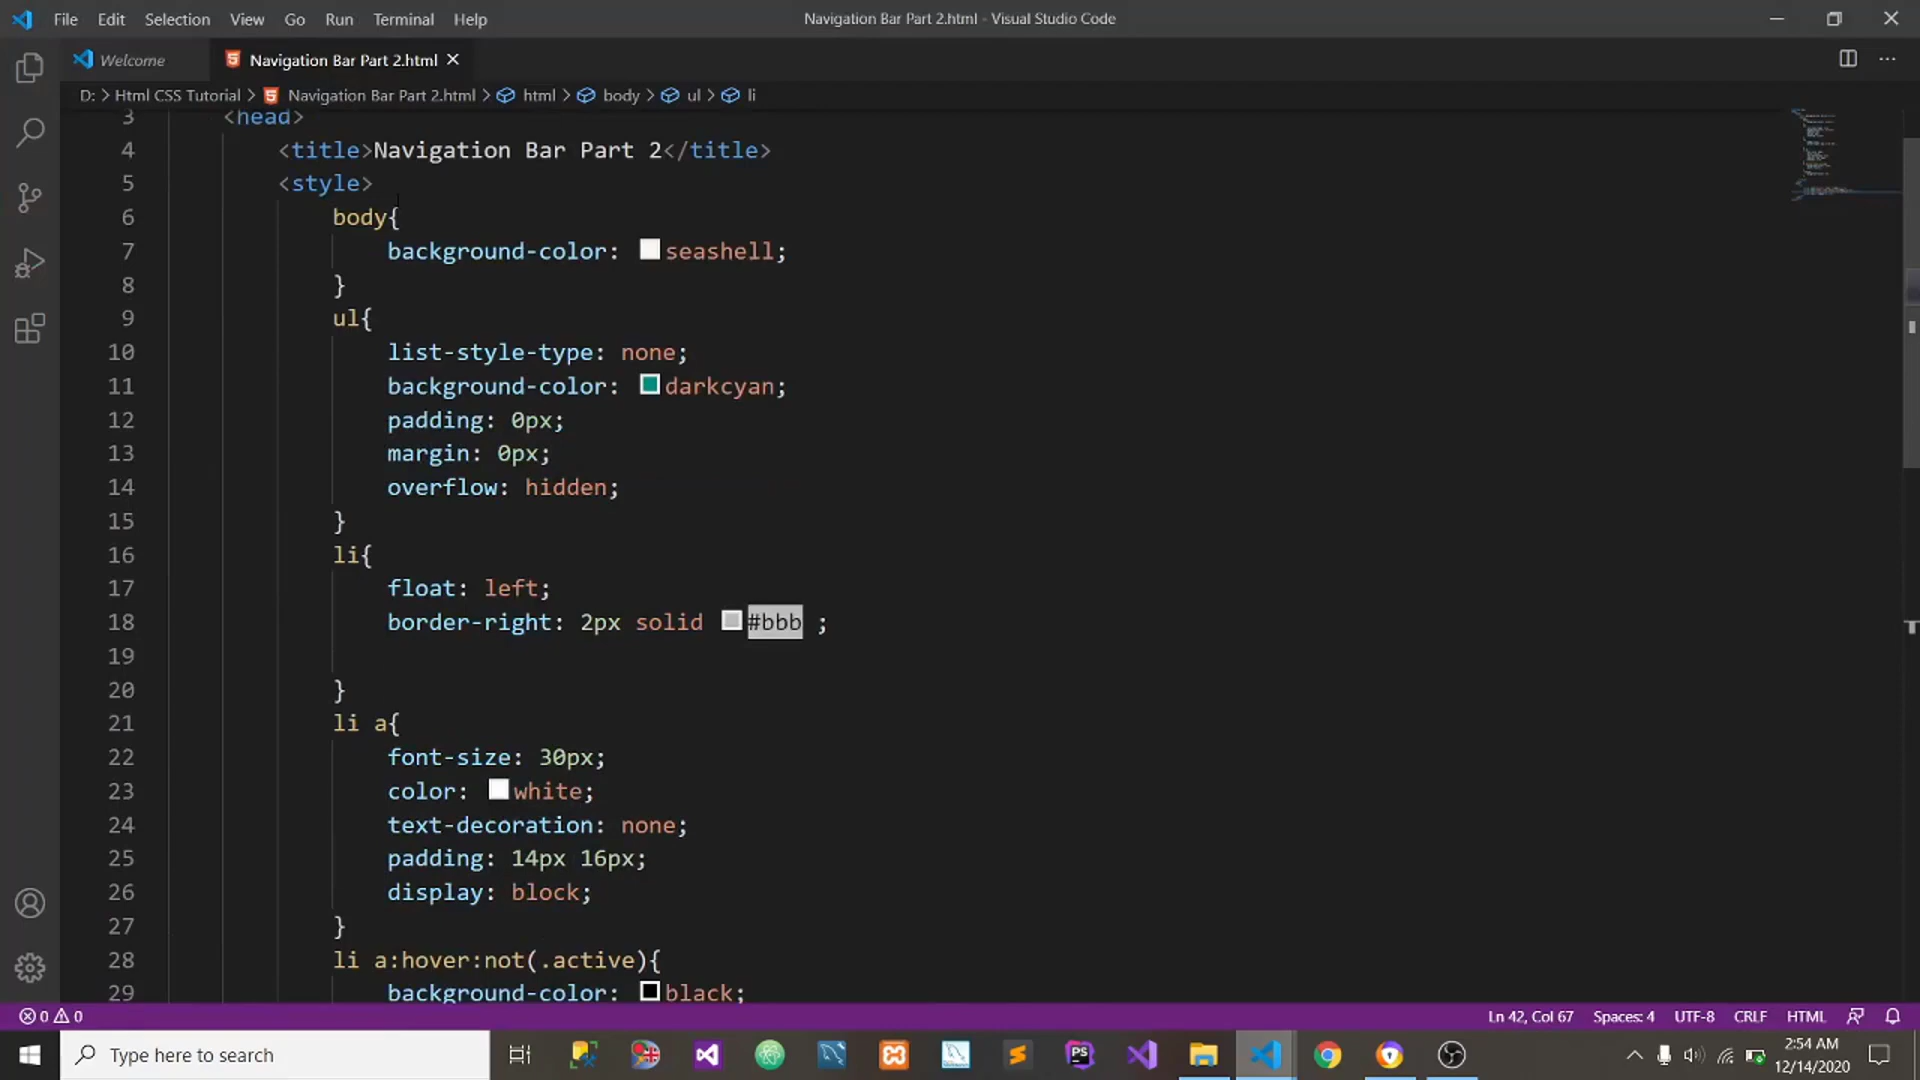 File Edit Selection View Go Run Terminal Help Navigation Bar Part 2.html - Visual Studio Code
Welcome Navigation Bar Part 2.html
D: > Html CSS Tutorial > Navigation Bar Part 2.html > html > body > ul > li
3 <head>
4 <title>Navigation Bar Part 2</title>
5 <style>
6 body{
7 background-color: seashell;
8 }
9 ul{
10 list-style-type: none;
11 background-color: darkcyan;
12 padding: 0px;
13 margin: 0px;
14 overflow: hidden;
15 }
16 li{
17 float: left;
18 border-right: 2px solid #bbb ;
19
20 }
21 li a{
22 font-size: 30px;
23 color: white;
24 text-decoration: none;
25 padding: 14px 16px;
26 display: block;
27 }
28 li a:hover:not(.active){
29 background-color: black;
0 0 Ln 42, Col 67 Spaces: 4 UTF-8 CRLF HTML
Type here to search
PS
2:54 AM
12/14/2020